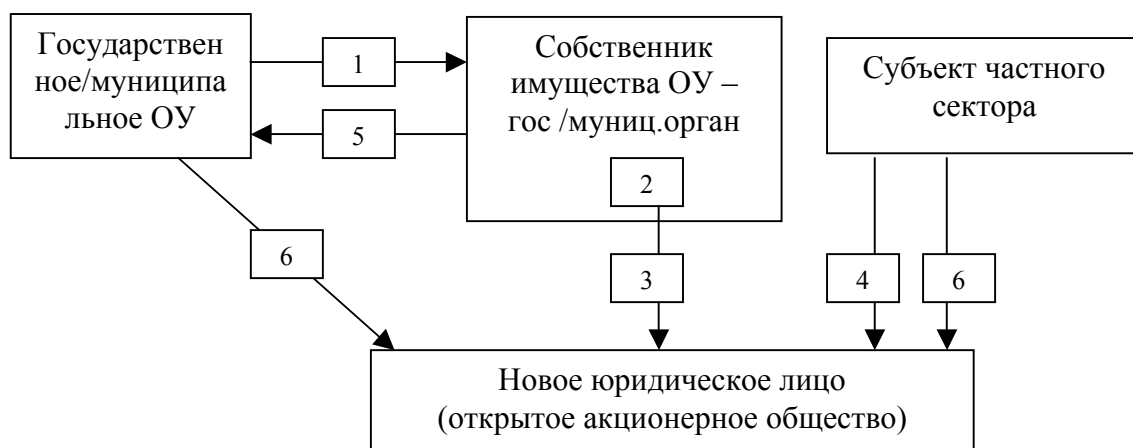 Государствен
ное/муниципа
льное ОУ
1
5
Собственник
имущества ОУ –
гос /муниц.орган
2
Субъект частного
сектора
6
3
4
6
Новое юридическое лицо
(открытое акционерное общество)